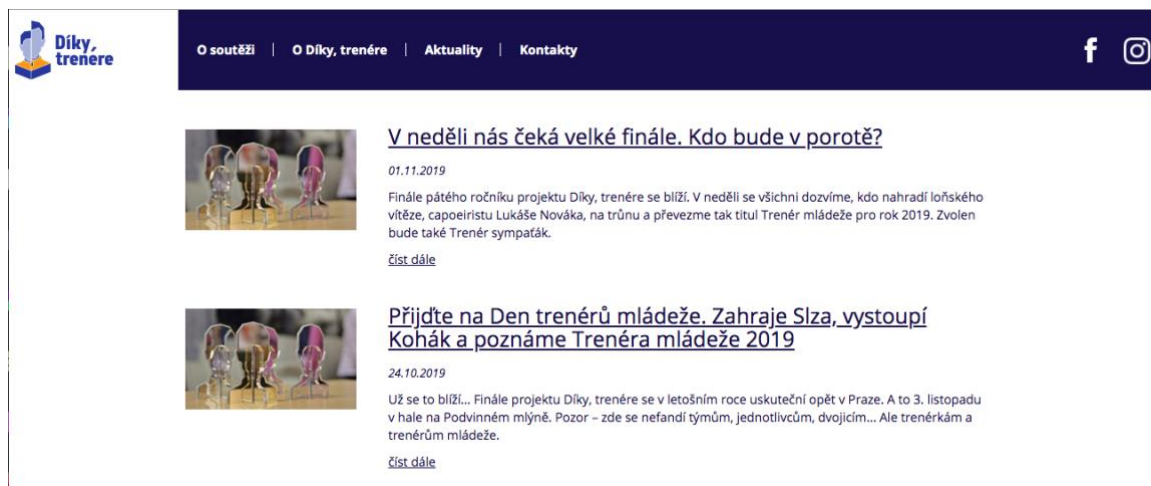 Díky,
trenére
O soutěži | O Díky, trenére | Aktuality | Kontakty
V neděli nás čeká velké finále. Kdo bude v porotě?
01.11.2019
Finále pátého ročníku projektu Díky, trenére se blíží. V neděli se všichni dozvíme, kdo nahradí loňského
vítěze, capoeiristu Lukáše Nováka, na trůnu a převezme tak titul Trenér mládeže pro rok 2019. Zvolen
bude také Trenér sympaťák.
číst dále
Přijďte na Den trenérů mládeže. Zahraje Slza, vystoupí
Kohák a poznáme Trenéra mládeže 2019
24.10.2019
Už se to blíží... Finále projektu Díky, trenére se v letošním roce uskuteční opět v Praze. A to 3. listopadu
v hale na Podvinném mlýně. Pozor – zde se nefandí týmům, jednotlivcům, dvojicím... Ale trenérkám a
trenérům mládeže.
číst dále